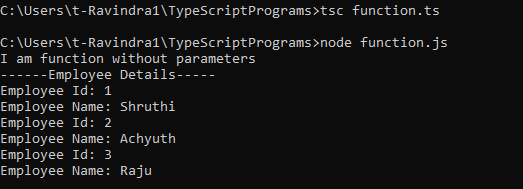 C:\Users\t-Ravindra1\TypeScriptPrograms>tsc function.ts
C:\Users\t-Ravindra1\TypeScriptPrograms>node function.js
I am function without parameters
------Employee Details-----
Employee Id: 1
Employee Name: Shruthi
Employee Id: 2
Employee Name: Achyuth
Employee Id: 3
Employee Name: Raju